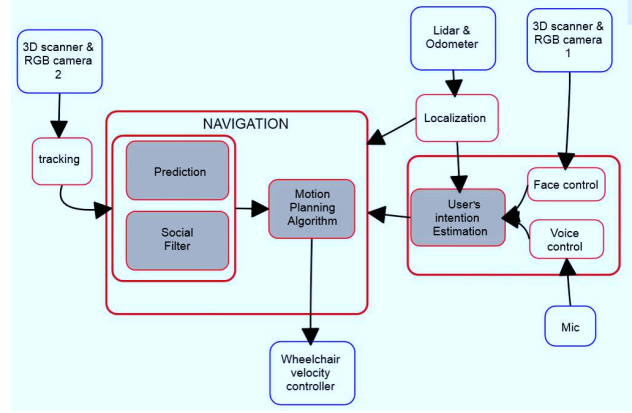 3D scanner &
RGB camera
2
Lidar &
Odometer
3D scanner &
RGB camera
1
NAVIGATION
Localization
tracking
Prediction
Motion
Planning
Algorithm
Social
Filter
User's
intention
Estimation
Face control
Voice
control
Mic
Wheelchair
velocity
controller